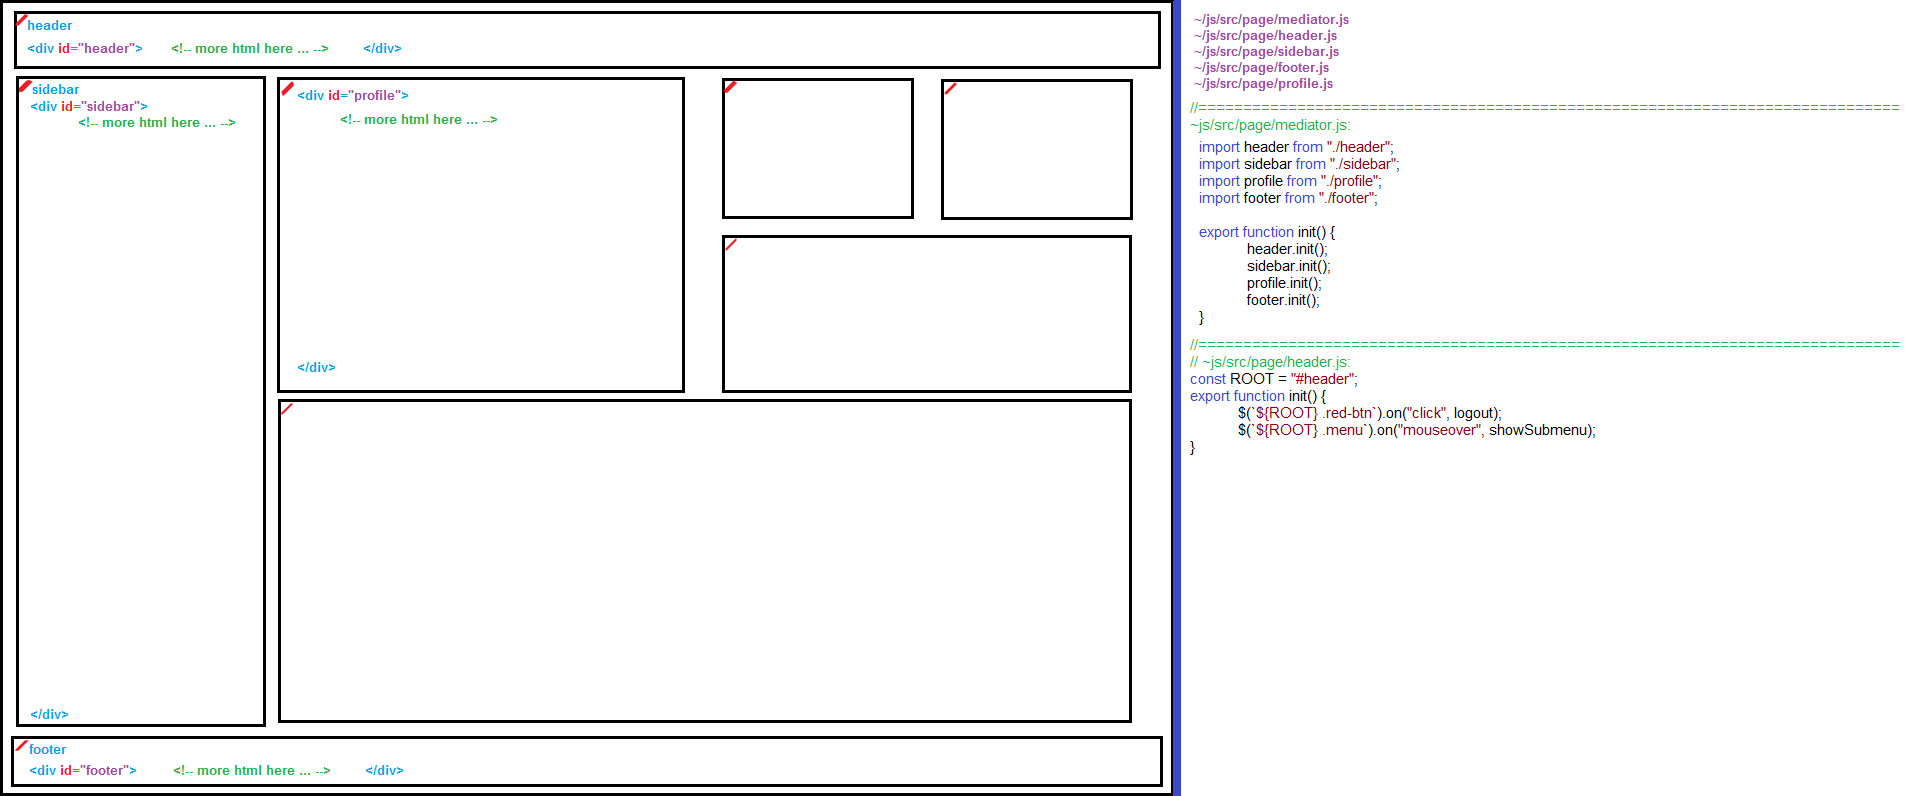 header
<div id="header"> <!-- more html here ... --> </div>
sidebar
<div id="sidebar">
<!-- more html here ... -->
</div>
<div id="profile">
<!-- more html here ... -->
</div>
footer
<div id="footer"> <!-- more html here ... --> </div>
~/js/src/page/mediator.js
~/js/src/page/header.js
~/js/src/page/sidebar.js
~/js/src/page/footer.js
~/js/src/page/profile.js
//==============================================================================
~js/src/page/mediator.js:
import header from "./header";
import sidebar from "./sidebar";
import profile from "./profile";
import footer from "./footer";
export function init() {
header.init();
sidebar.init();
profile.init();
footer.init();
}
//==============================================================================
// ~js/src/page/header.js:
const ROOT = "#header";
export function init() {
$(`${ROOT} .red-btn`).on("click", logout);
$(`${ROOT} .menu`).on("mouseover", showSubmenu);
}